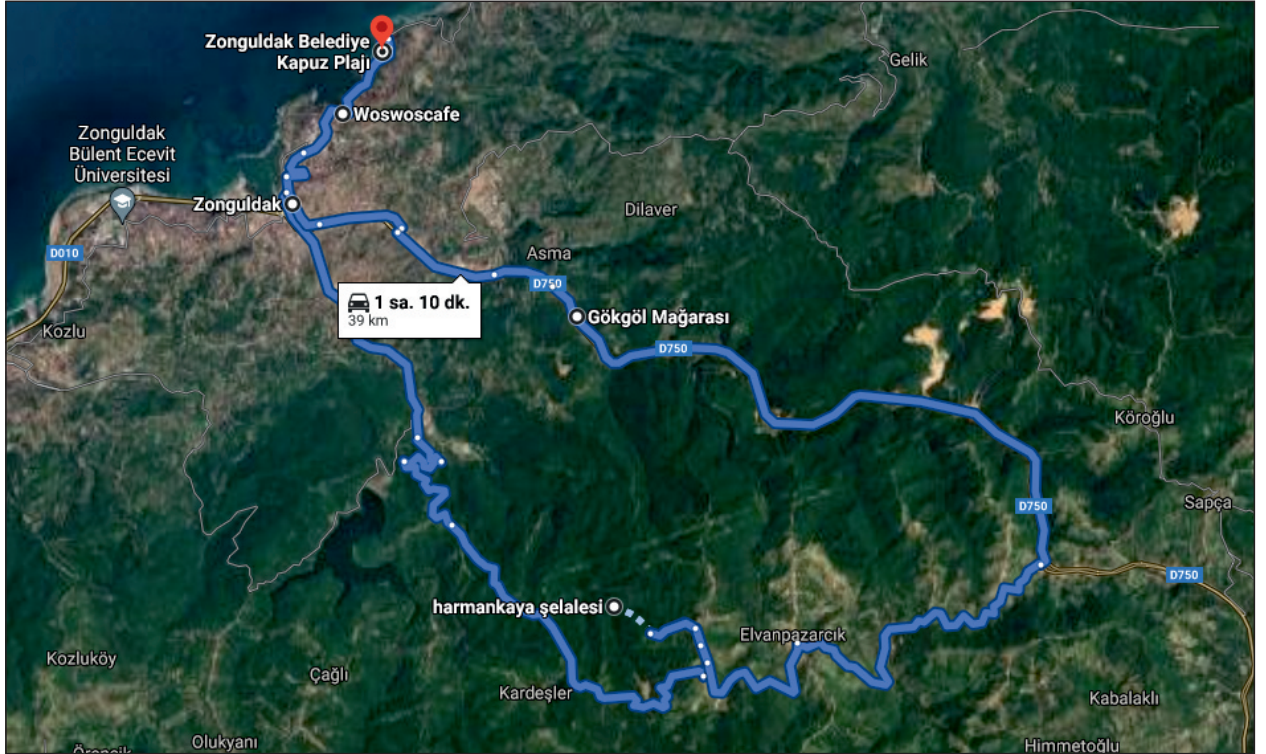 Zonguldak Belediye
Kapuz Plajı
Gelik
Woswoscafe
Zonguldak
Bülent Ecevit
Üniversitesi
Zonguldak
Dilaver
D010
Asma
D750
1 sa. 10 dk.
39 km
Gökgöl Mağarası
Kozlu
D750
Köroğlu
D750
Sapça
D750
harmankaya şelalesi
Elvanpazarcık
Kozluköy
Çağlı
Kardeşler
Kabalaklı
Olukyanı
Himmetoğlu